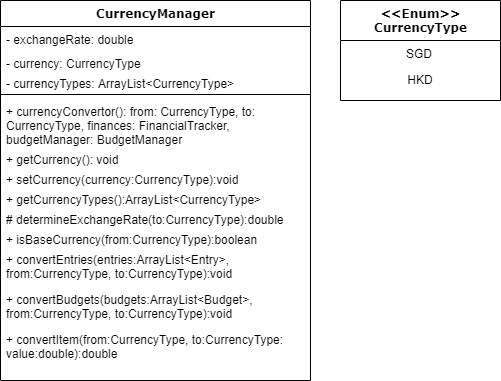 CurrencyManager
- exchangeRate: double
- currency: CurrencyType
- currencyTypes: ArrayList<CurrencyType>
+ currencyConvertor(): from: CurrencyType, to:
CurrencyType, finances: FinancialTracker,
budgetManager: BudgetManager
+ getCurrency(): void
+ setCurrency(currency:CurrencyType):void
+ getCurrencyTypes():ArrayList<CurrencyType>
# determineExchangeRate(to:CurrencyType):double
+ isBaseCurrency(from:CurrencyType):boolean
+ convertEntries(entries:ArrayList<Entry>,
from:CurrencyType, to:CurrencyType):void
+ convertBudgets(budgets:ArrayList<Budget>,
from:CurrencyType, to:CurrencyType):void
+ convertItem(from:CurrencyType, to:CurrencyType:
value:double):double
<<Enum>>
CurrencyType
SGD
HKD